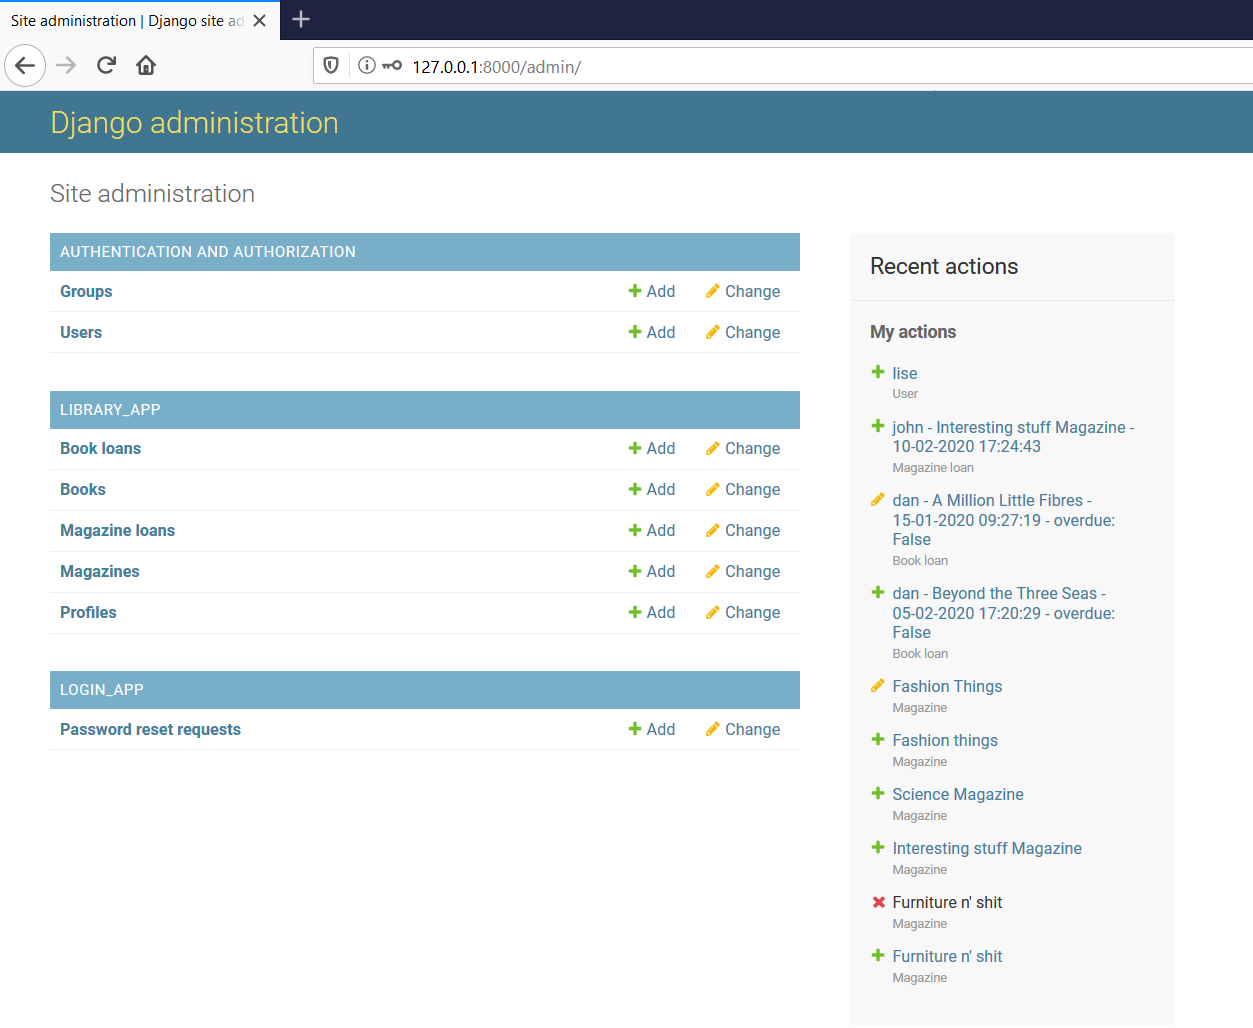 Site administration | Django site ad
127.0.0.1:8000/admin/
Django administration
Site administration
AUTHENTICATION AND AUTHORIZATION
Groups Add Change
Users Add Change
LIBRARY_APP
Book loans Add Change
Books Add Change
Magazine loans Add Change
Magazines Add Change
Profiles Add Change
LOGIN_APP
Password reset requests Add Change
Recent actions
My actions
lise
User
john - Interesting stuff Magazine -
10-02-2020 17:24:43
Magazine loan
dan - A Million Little Fibres -
15-01-2020 09:27:19 - overdue:
False
Book loan
dan - Beyond the Three Seas -
05-02-2020 17:20:29 - overdue:
False
Book loan
Fashion Things
Magazine
Fashion things
Magazine
Science Magazine
Magazine
Interesting stuff Magazine
Magazine
Furniture n' shit
Magazine
Furniture n' shit
Magazine